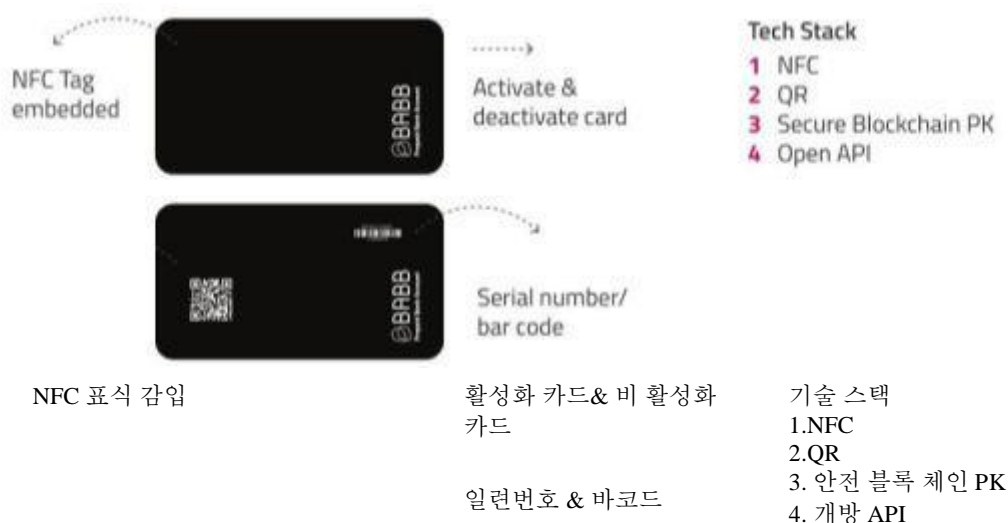 NFC Tag
embedded
BABB
Activate &
deactivate card
Tech Stack
1 NFC
2 QR
3 Secure Blockchain PK
4 Open API
BABB
Serial number/
bar code
NFC 표식 감입
활성화 카드& 비 활성화
카드
일련번호 & 바코드
기술 스택
1.NFC
2.QR
3. 안전 블록 체인 PK
4. 개방 API